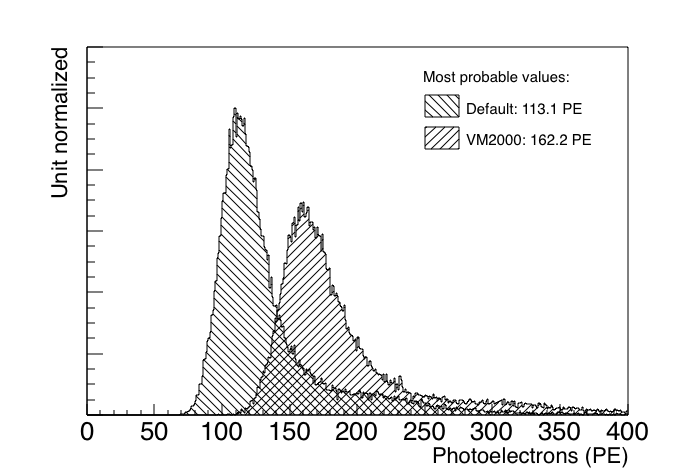 Unit normalized
Most probable values:
Default: 113.1 PE
VM2000: 162.2 PE
0 50 100 150 200 250 300 350 400
Photoelectrons (PE)